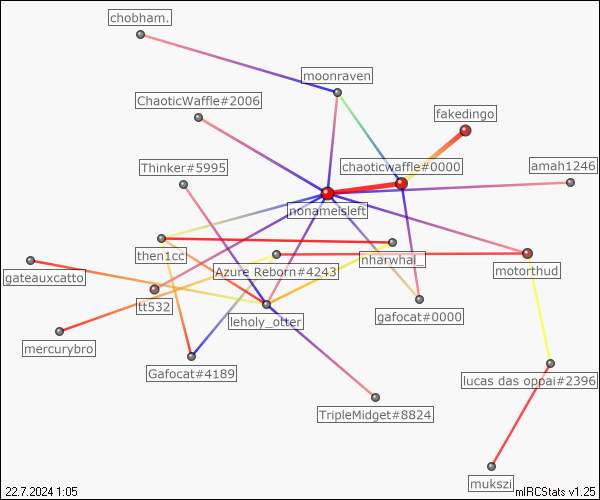 chobham.
moonraven
ChaoticWaffle#2006
fakedingo
chaoticwaffle#0000
Thinker#5995
amah1246
nonameisleft
then1cc
nharwhal_
Azure Reborn#4243
motorthud
gateauxcatto
tt532
leholy_otter
gafocat#0000
mercurybro
Gafocat#4189
lucas das oppai#2396
TripleMidget#8824
mukszi
22.7.2024 1:05
mIRCStats v1.25